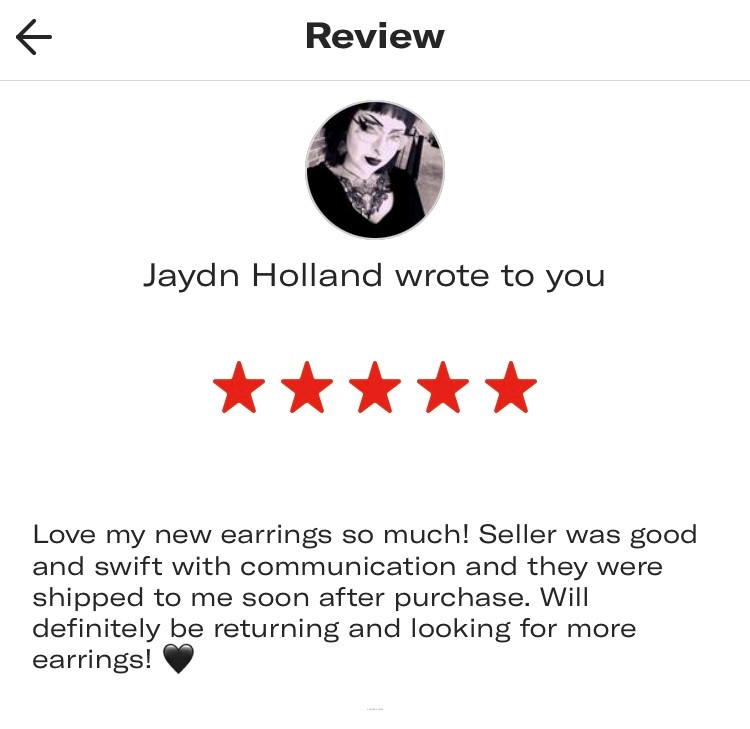 Review
Jaydn Holland wrote to you
Love my new earrings so much! Seller was good
and swift with communication and they were
shipped to me soon after purchase. Will
definitely be returning and looking for more
earrings! 🖤